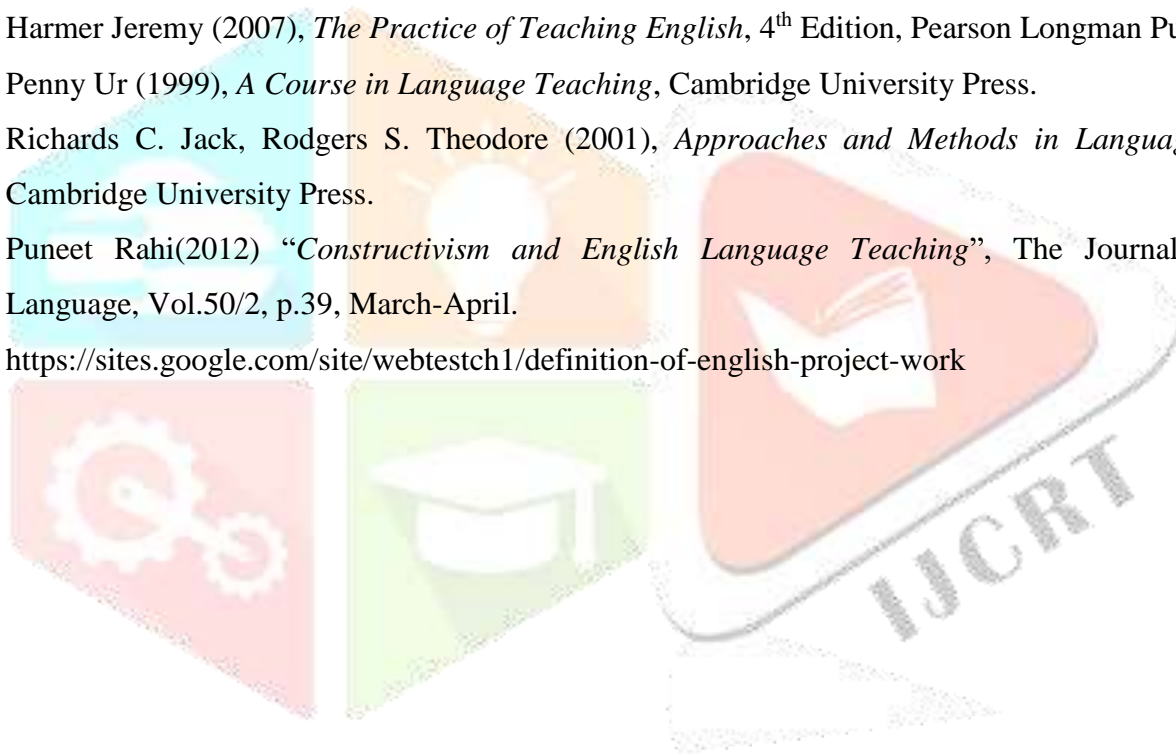 Harmer Jeremy (2007), The Practice of Teaching English, 4th Edition, Pearson Longman
Penny Ur (1999), A Course in Language Teaching, Cambridge University Press.
Richards C. Jack, Rodgers S. Theodore (2001), Approaches and Methods in
Cambridge University Press.
Puneet Rahi(2012) “Constructivism and English Language Teaching”, The Journal
Language, Vol.50/2, p.39, March-April.
https://sites.google.com/site/webtestch1/definition-of-english-project-work
IJCRT